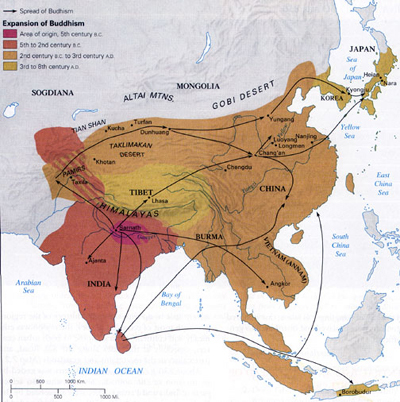 Spread of Budhism
Expansion of Buddhism
Area of origin, 5th century B.C.
5th to 2nd century B.C.
2nd century B.C. to 3rd century A.D.
3rd to 8th century A.D.
JAPAN
Sea
of
Japan
Heijo
Nara
KOREA
Kyongju
MONGOLIA
ALTAI MTNS.
GOBI DESERT
SOGDIANA
TIAN SHAN
Turfan
Kucha
Dunhuang
Yungang
Yellow
Sea
TAKLIMAKAN
DESERT
Khotan
Luoyang
Longmen
Nanjing
Chang'an
PAMIRS
Taxila
Chengdou
East
China
Sea
TIBET
Lhasa
CHINA
HIMALAYAS
Sarnath
BURMA
Ajanta
INDIA
VIETNAM (ANNAM)
South
China
Sea
Arabian
Sea
Bay of
Bengal
Angkor
INDIAN OCEAN
Borobudur
0 500 1000 Km.
0 500 1000 Mi.